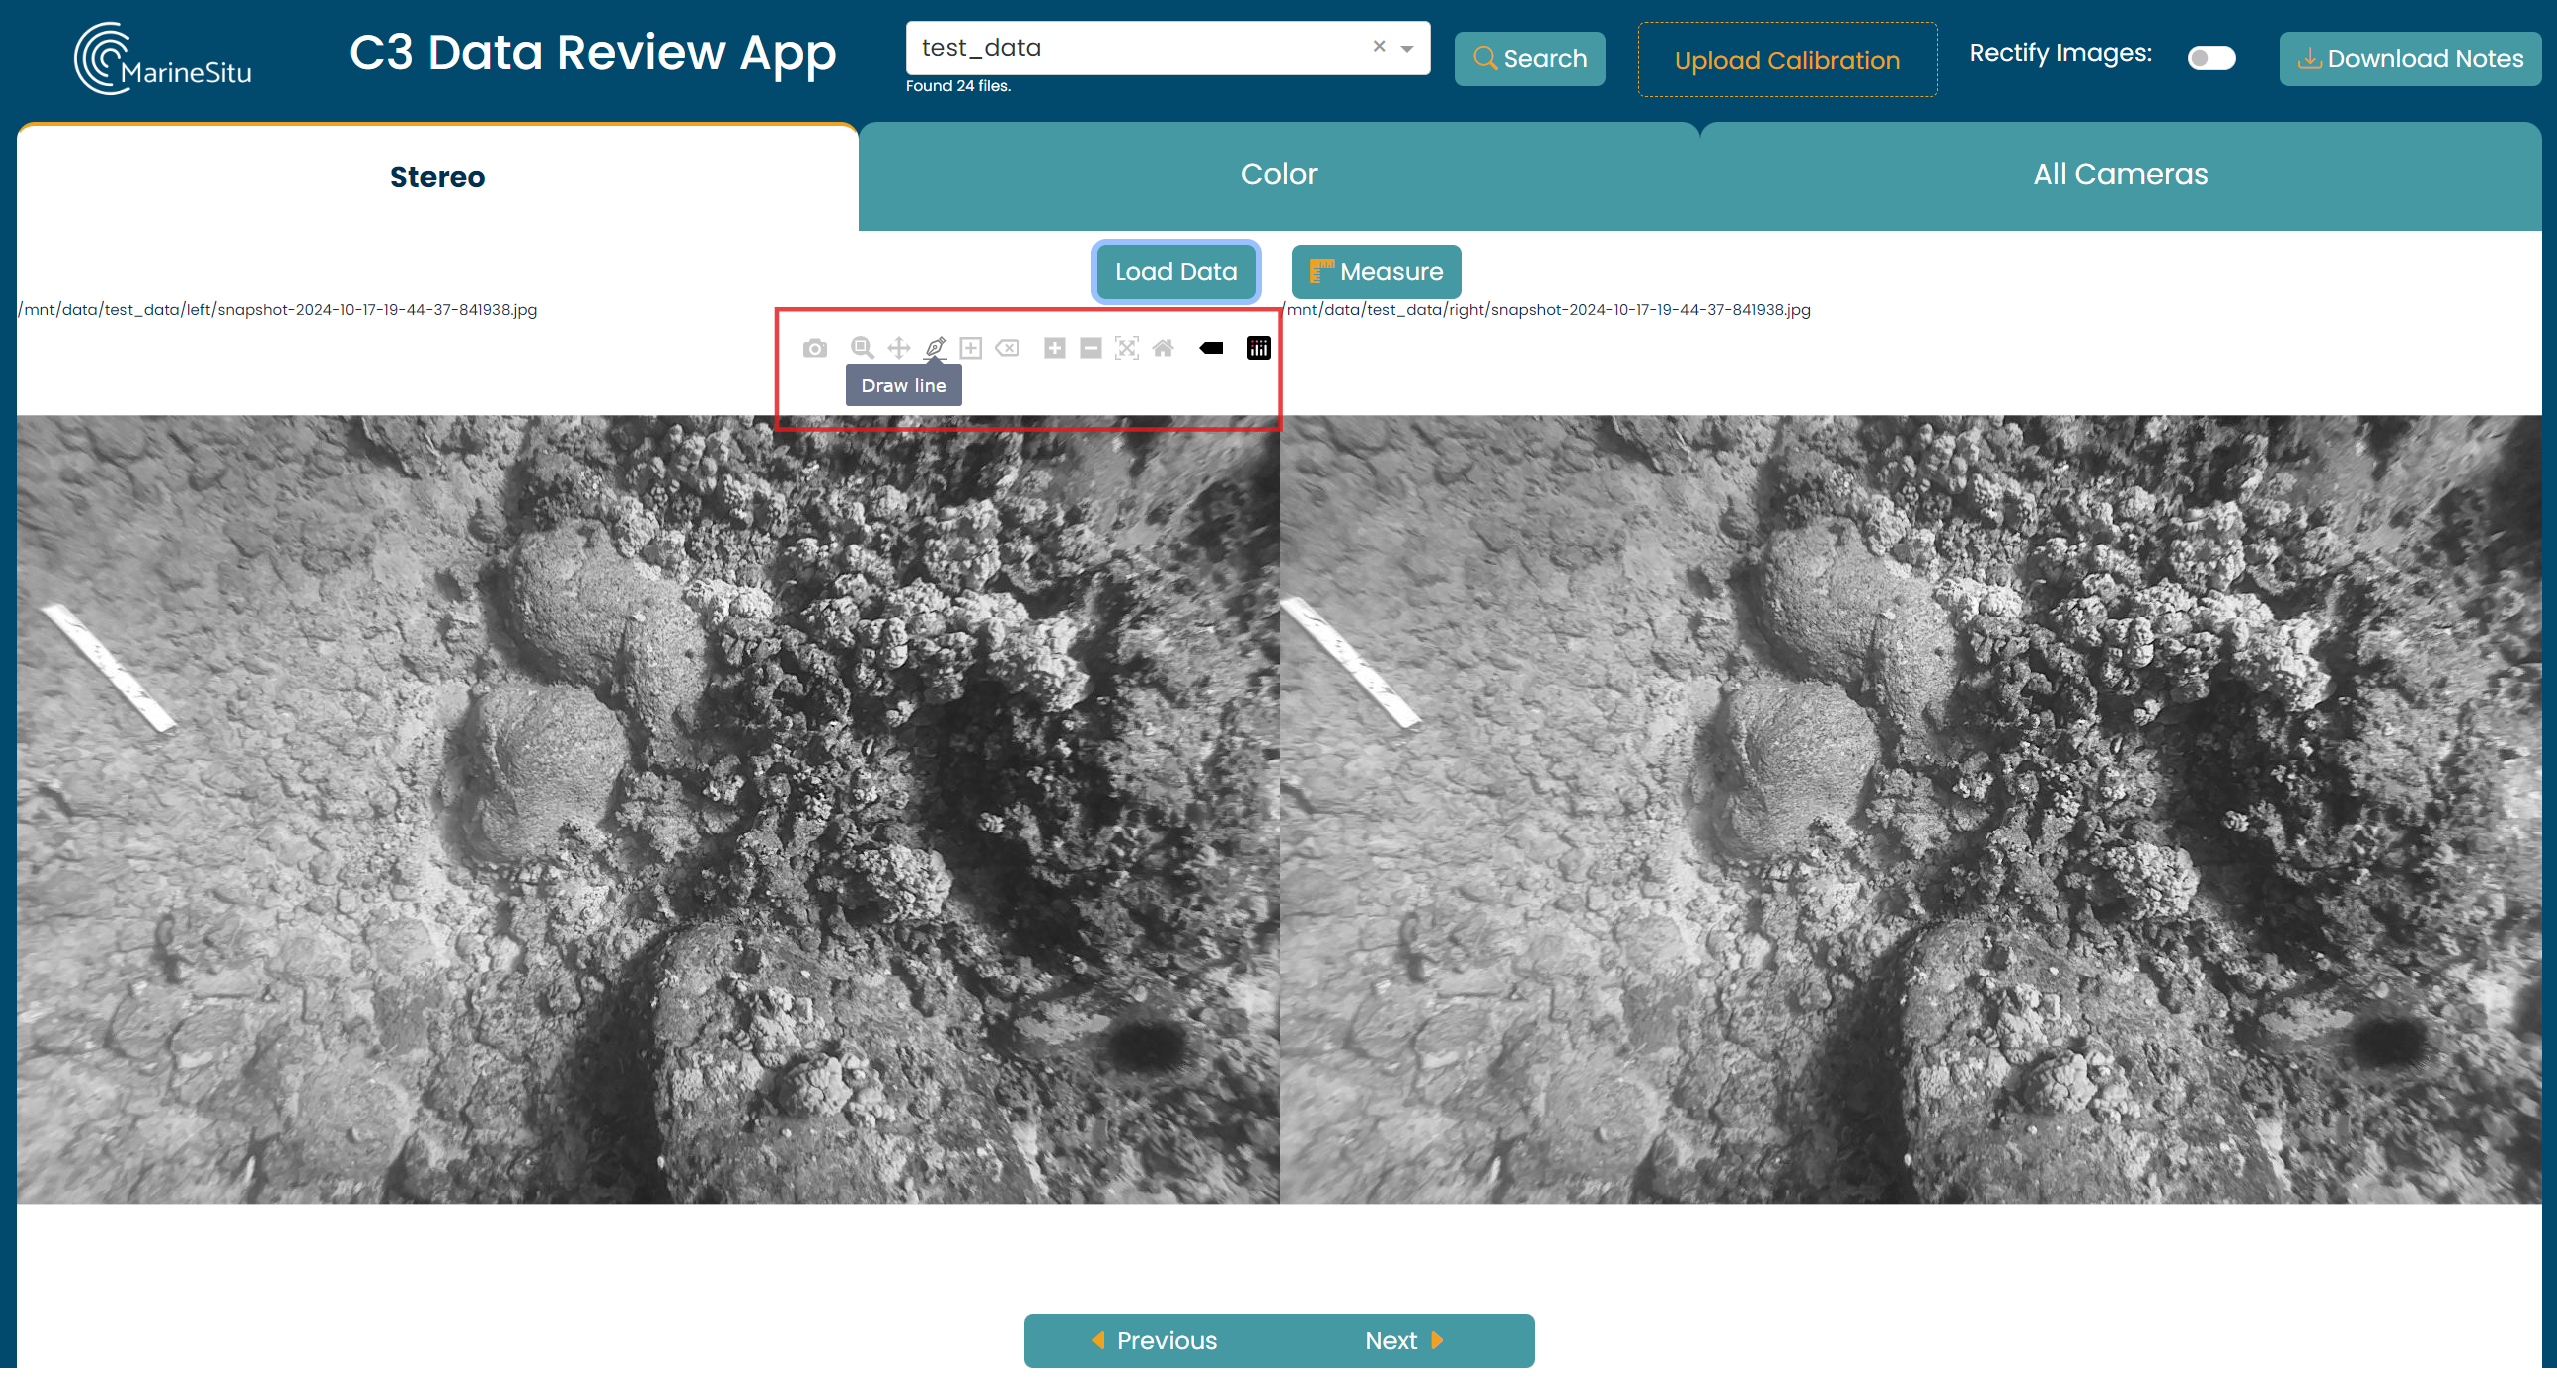 MarineSitu
C3 Data Review App
test_data
Found 24 files.
Search
Upload Calibration
Rectify Images:
Download Notes
Stereo
Color
All Cameras
Load Data
Measure
/mnt/data/test_data/left/snapshot-2024-10-17-19-44-37-841938.jpg
/mnt/data/test_data/right/snapshot-2024-10-17-19-44-37-841938.jpg
Draw line
Previous
Next